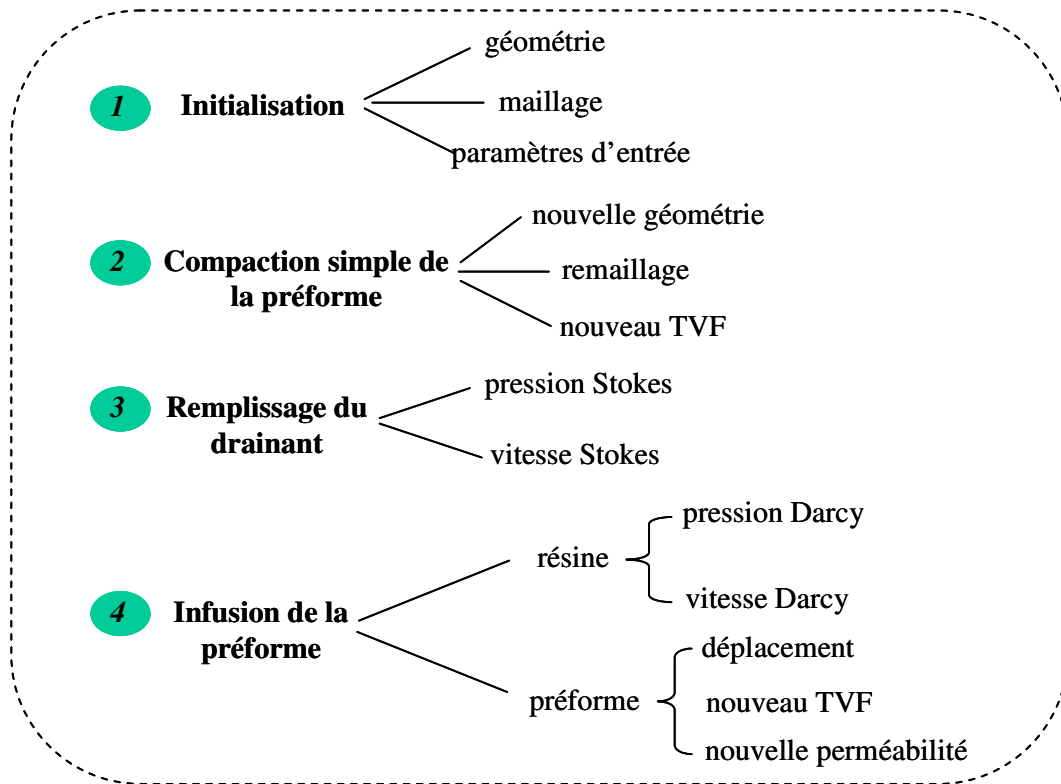 géométrie
1 Initialisation
maillage
paramètres d'entrée
nouvelle géométrie
2 Compaction simple de
la préforme
remaillage
nouveau TVF
pression Stokes
3 Remplissage du
drainant
vitesse Stokes
pression Darcy
résine
vitesse Darcy
4 Infusion de la
préforme
déplacement
préforme
nouveau TVF
nouvelle perméabilité